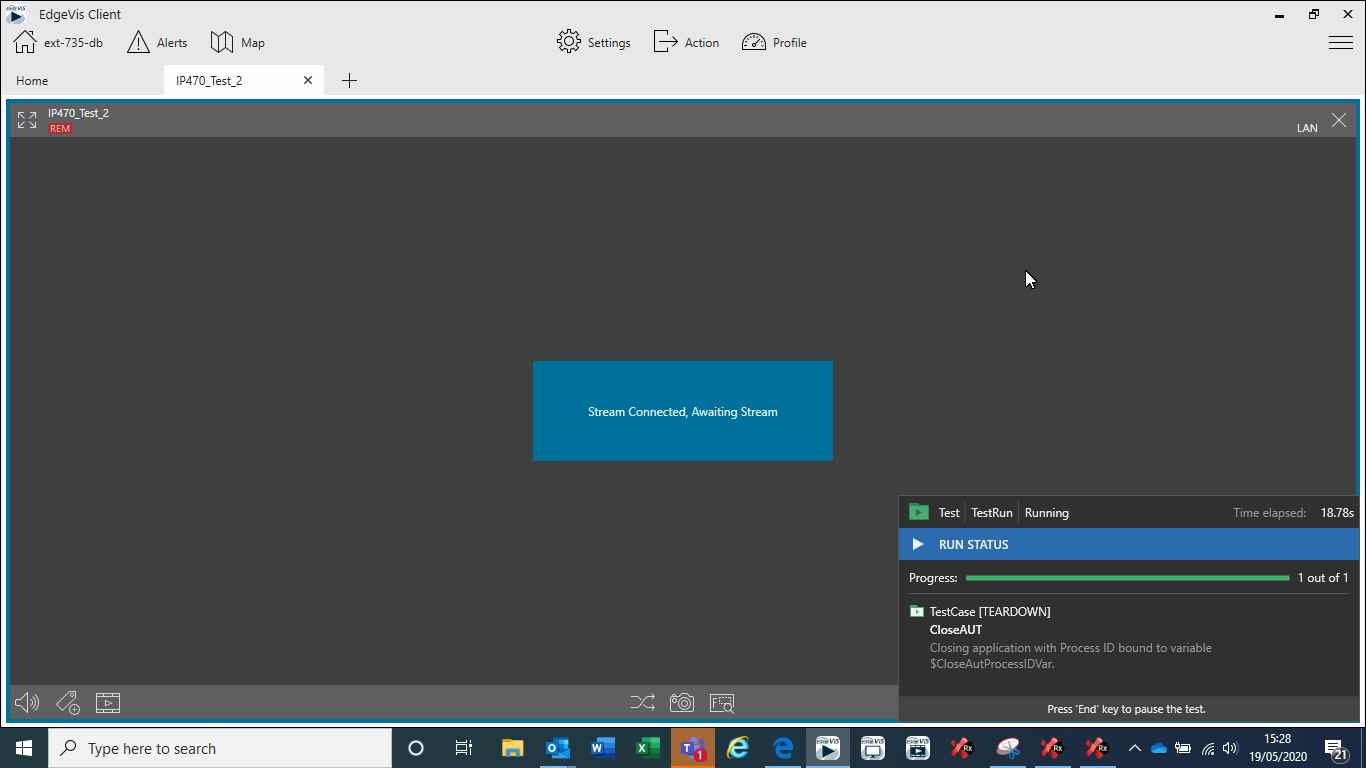 EdgeVis Client
ext-735-db Alerts Map Settings Action Profile
Home IP470_Test_2
IP470_Test_2
REM
LAN
Stream Connected, Awaiting Stream
Test TestRun Running Time elapsed: 18.78s
RUN STATUS
Progress: 1 out of 1
TestCase [TEARDOWN]
CloseAUT
Closing application with Process ID bound to variable
$CloseAutProcessIDVar.
Press 'End' key to pause the test.
Type here to search
15:28
19/05/2020
21
1